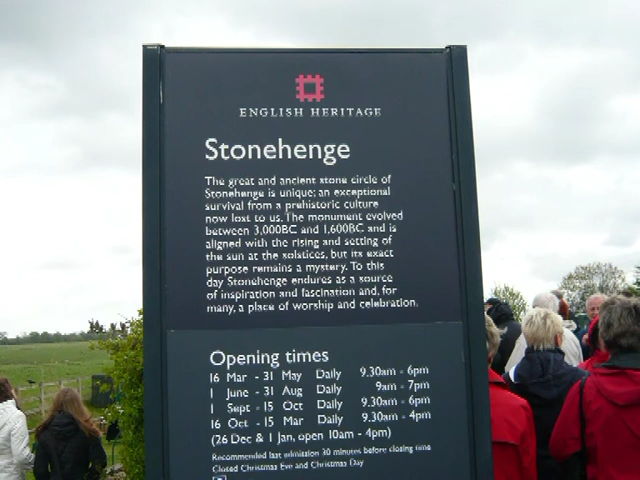 ENGLISH HERITAGE
Stonehenge
The great and ancient stone circle of
Stonehenge is unique; an exceptional
survival from a prehistoric culture
now lost to us. The monument evolved
between 3,000BC and 1,600BC and is
aligned with the rising and setting of
the sun at the solstices, but its exact
purpose remains a mystery. To this
day Stonehenge endures as a source
of inspiration and fascination and, for
many, a place of worship and celebration.
Opening times
16 Mar - 31 May Daily 9.30am - 6pm
1 June - 31 Aug Daily 9am - 7pm
1 Sept - 15 Oct Daily 9.30am - 6pm
16 Oct - 15 Mar Daily 9.30am - 4pm
(26 Dec & 1 Jan, open 10am - 4pm)
Recommended last admission 30 minutes before closing time
Closed Christmas Eve and Christmas Day